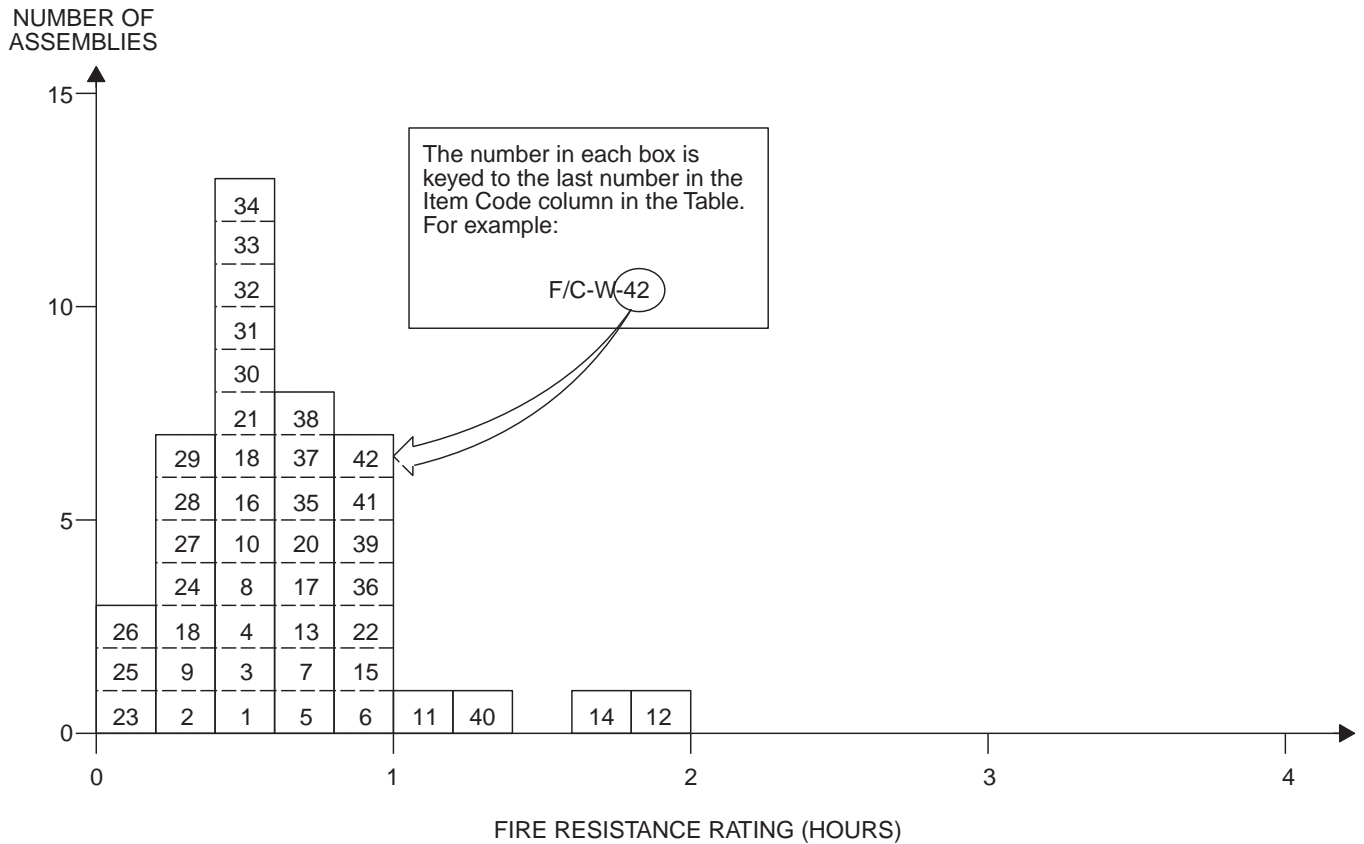 NUMBER OF
ASSEMBLIES
15
The number in each box is
keyed to the last number in the
Item Code column in the Table.
For example:
F/C-W-42
34
33
32
10
31
30
21 38
29 18 37 42
28 16 35 41
5
27 10 20 39
24 8 17 36
26 18 4 13 22
25 9 3 7 15
23 2 1 5 6 11 40 14 12
0
0 1 2 3 4
FIRE RESISTANCE RATING (HOURS)